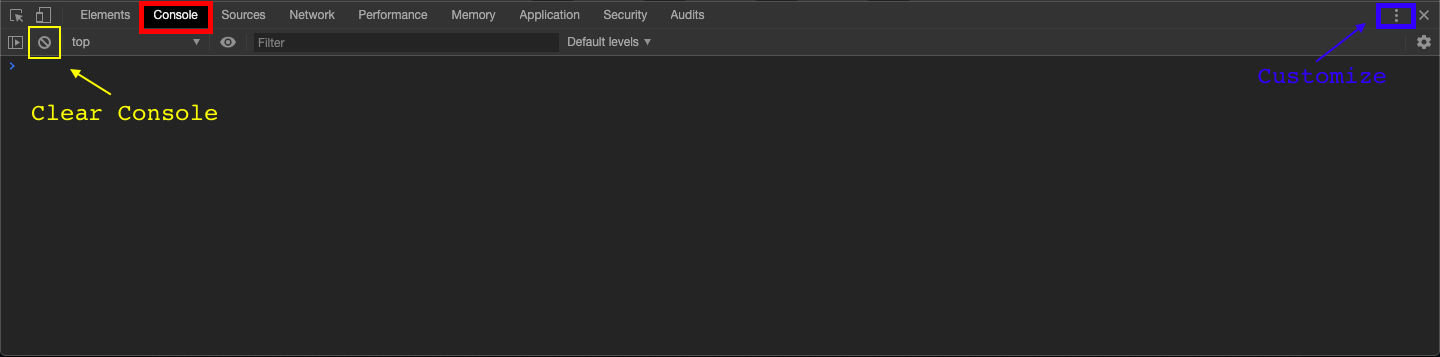 Elements Console Sources Network Performance Memory Application Security Audits
top Filter Default levels
Customize
Clear Console